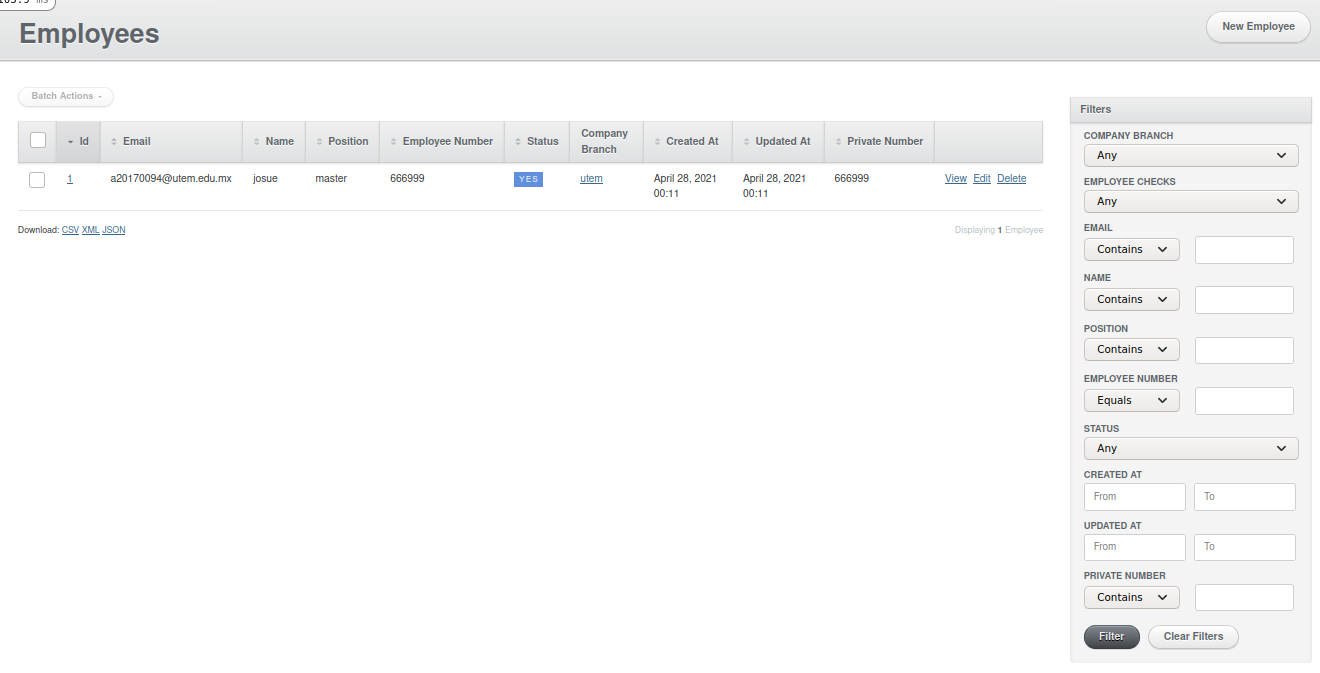 ms
Employees
New Employee
Batch Actions
Id Email Name Position Employee Number Status Company Branch Created At Updated At Private Number
1 a20170094@utem.edu.mx josue master 666999 YES utem April 28, 2021 00:11 April 28, 2021 00:11 666999 View Edit Delete
Download: CSV XML JSON
Displaying 1 Employee
Filters
COMPANY BRANCH
Any
EMPLOYEE CHECKS
Any
EMAIL
Contains
NAME
Contains
POSITION
Contains
EMPLOYEE NUMBER
Equals
STATUS
Any
CREATED AT
From To
UPDATED AT
From To
PRIVATE NUMBER
Contains
Filter Clear Filters